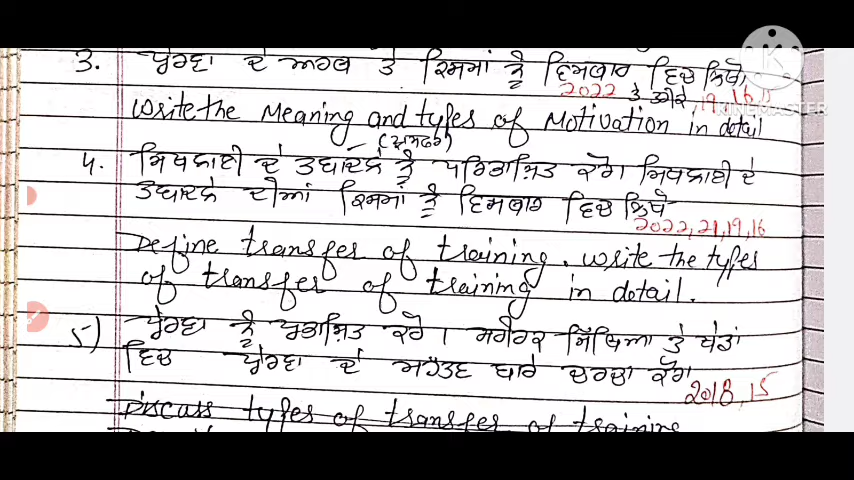 3. ਪ੍ਰੇਰਣਾ ਦੇ ਅਰਥ ਤੇ ਕਿਸਮਾਂ ਨੂੰ ਵਿਸਥਾਰ ਵਿਚ ਲਿਖੋ
2022 ਤੇ 19, 16,
Write the Meaning and types of Motivation in detail
4. ਸਿਖਲਾਈ ਦੇ ਤਬਾਦਲੇ ਨੂੰ ਪਰਿਭਾਸ਼ਿਤ ਕਰੋ। ਸਿਖਲਾਈ ਦੇ
ਤਬਾਦਲੇ ਦੀਆਂ ਕਿਸਮਾਂ ਨੂੰ ਵਿਸਥਾਰ ਵਿਚ ਲਿਖੋ
2022, 21, 19, 16
Define transfer of training. write the types
of transfer of training in detail.
5) ਪ੍ਰੇਰਣਾ ਨੂੰ ਕਰੋ। ਸਰੀਰਕ ਸਿੱਖਿਆ ਤੇ ਖੇਡਾਂ
ਵਿਚ ਪ੍ਰੇਰਣਾ ਦੇ ਮਹੱਤਵ ਬਾਰੇ ਚਰਚਾ ਕਰੋ।
2018, 15
Discuss types of transfer of training
KINEMASTER